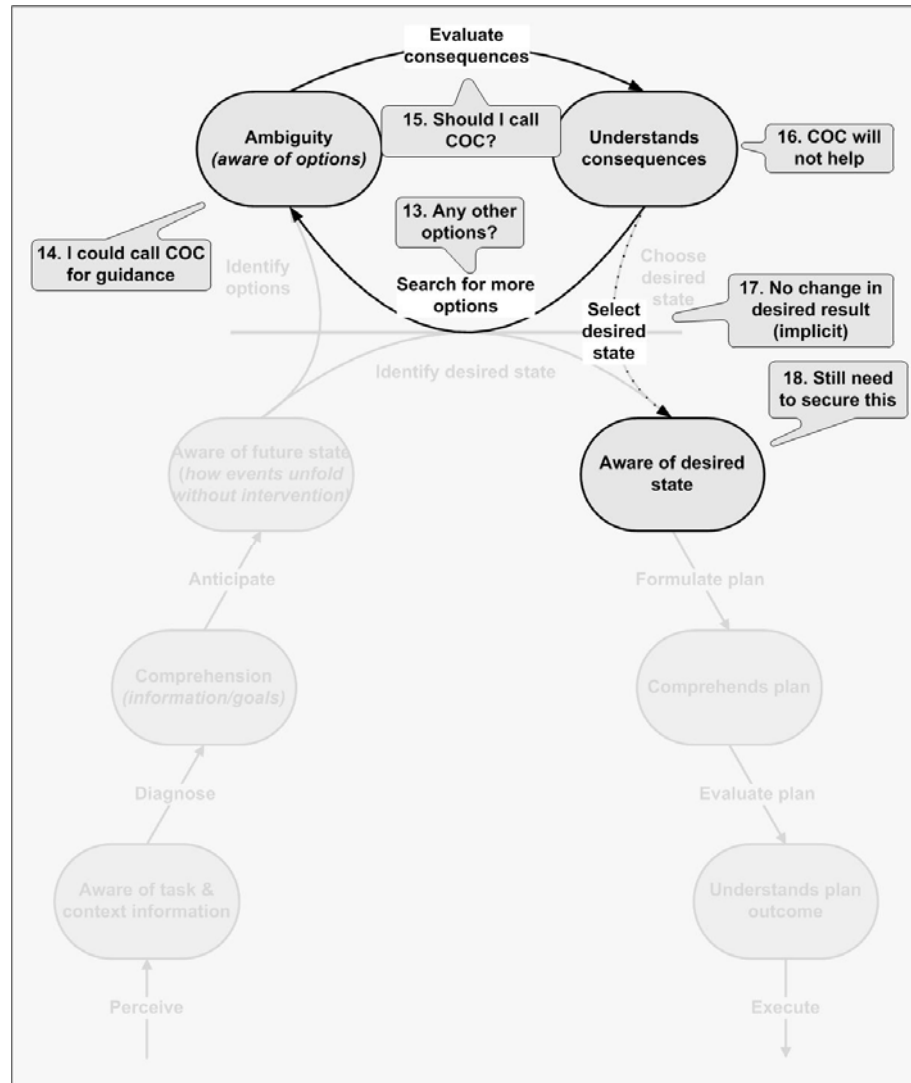 Evaluate
consequences
15. Should I call
COC?
Ambiguity
(aware of options)
Understands
consequences
16. COC will
not help
13. Any other
options?
14. I could call COC
for guidance
Identify
options
Search for more
options
Choose
desired
state
Select
desired
state
17. No change in
desired result
(implicit)
Identify desired state
18. Still need
to secure this
Aware of future state
(how events unfold
without intervention)
Aware of desired
state
Anticipate
Formulate plan
Comprehension
(information/goals)
Comprehends plan
Diagnose
Evaluate plan
Aware of task &
context information
Understands plan
outcome
Perceive
Execute